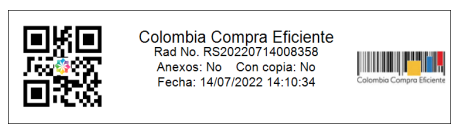 Colombia Compra Eficiente
Rad No. RS20220714008358
Anexos: No    Con copia: No
Fecha: 14/07/2022 14:10:34
Colombia Compra Eficiente